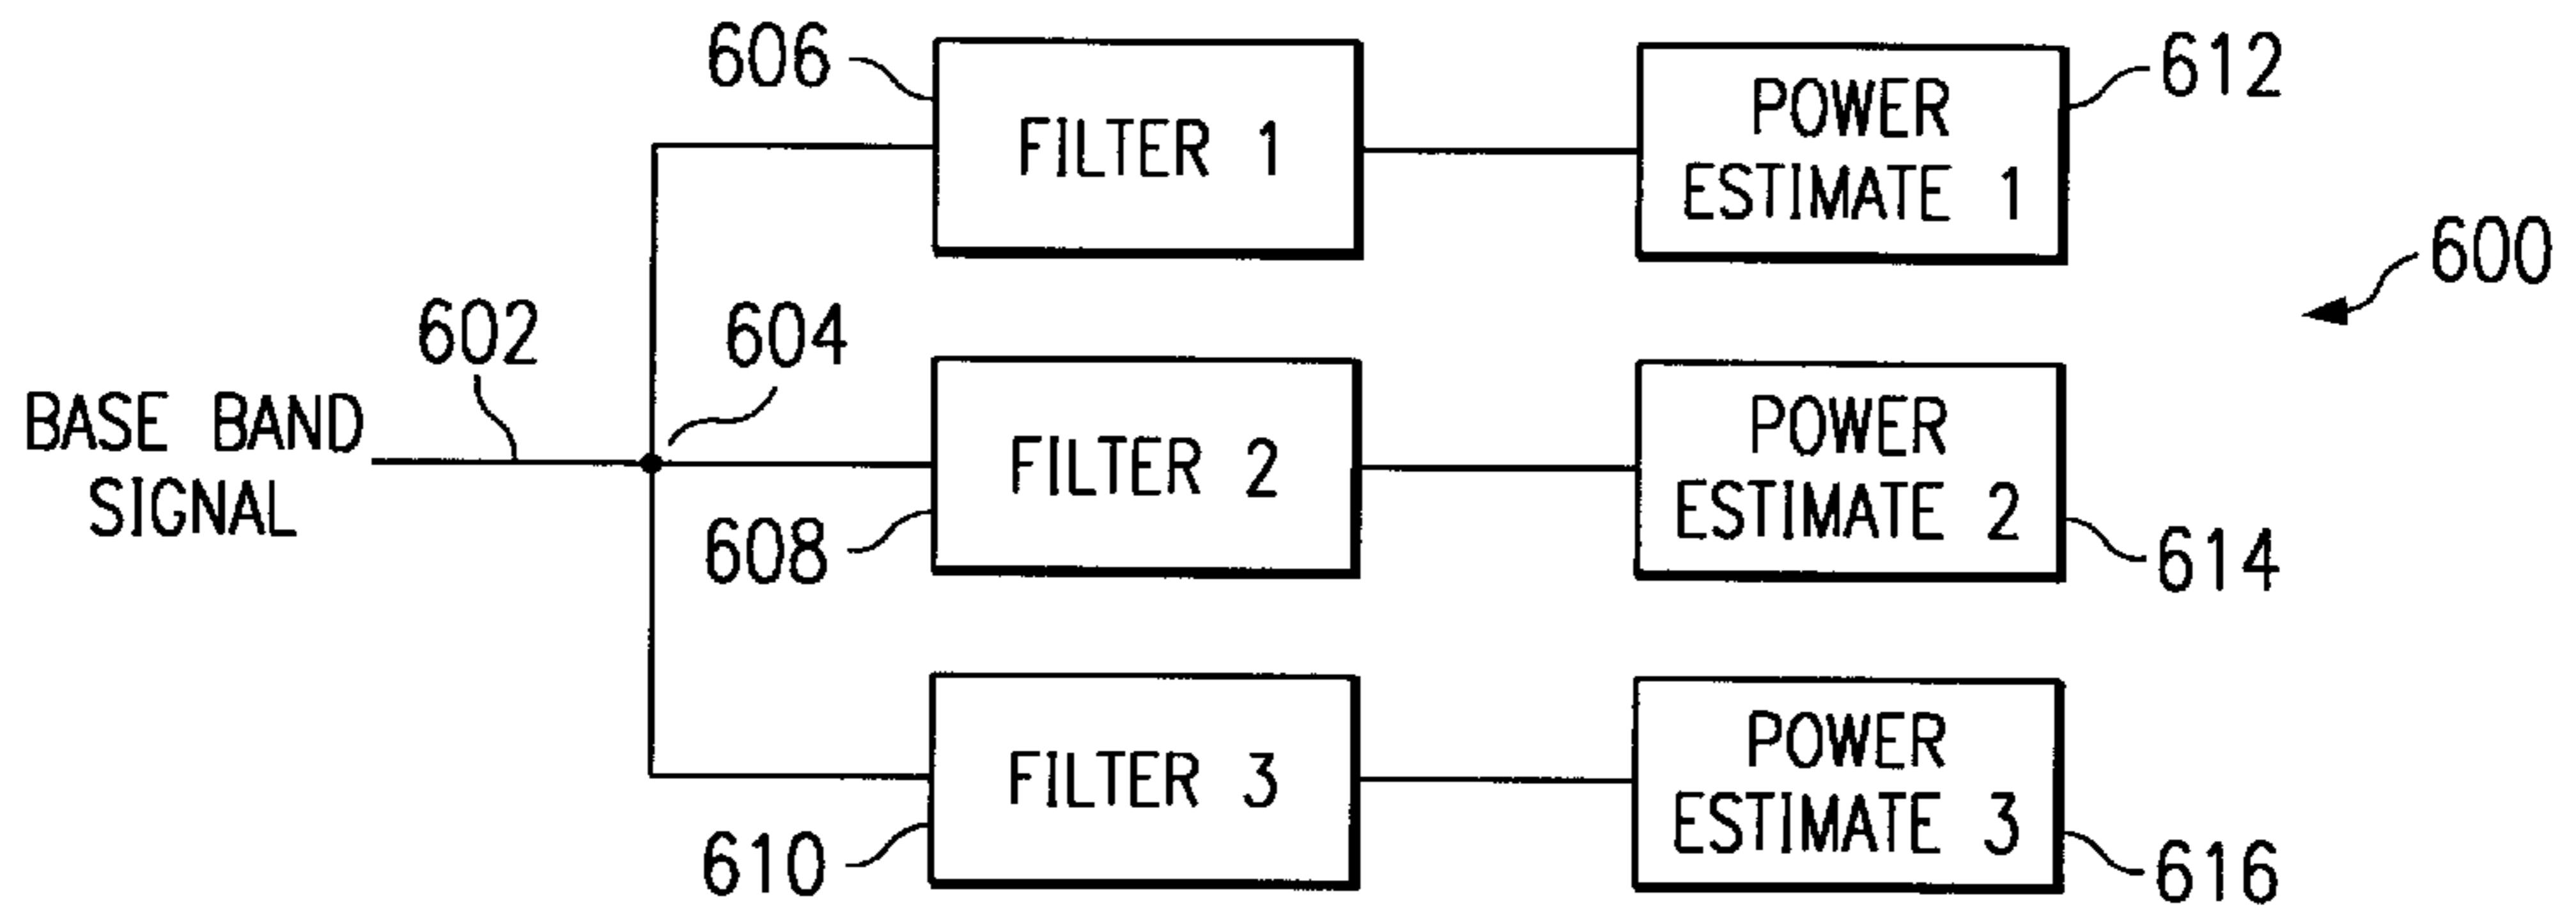 606
FILTER 1
POWER
ESTIMATE 1
612
600
602
604
BASE BAND
SIGNAL
FILTER 2
608
POWER
ESTIMATE 2
614
FILTER 3
610
POWER
ESTIMATE 3
616